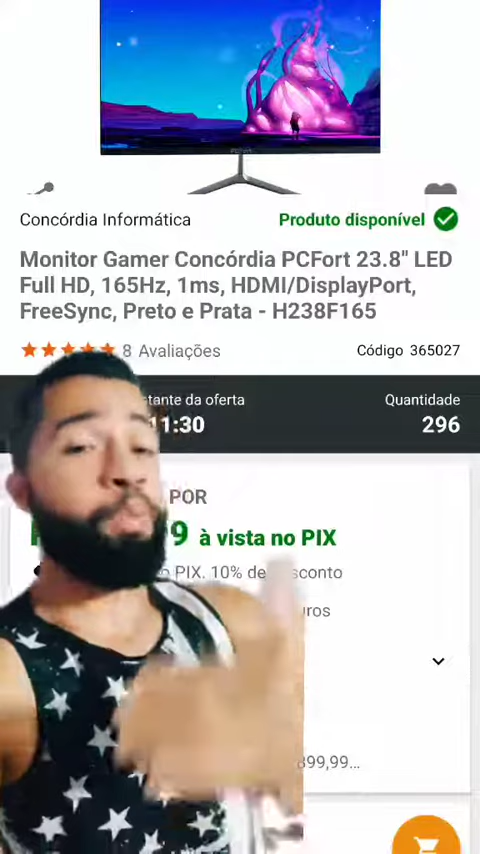 Concórdia Informática
Produto disponível
Monitor Gamer Concórdia PCFort 23.8" LED
Full HD, 165Hz, 1ms, HDMI/DisplayPort,
FreeSync, Preto e Prata - H238F165
8 Avaliações
Código 365027
da oferta
Quantidade
11:30
296
POR
9 à vista no PIX
PIX. 10% de
899,99...